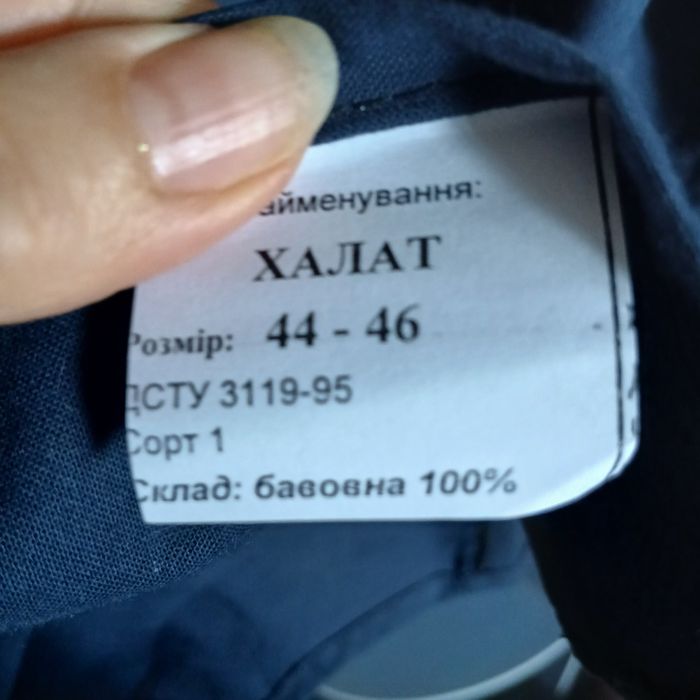 айменування:
ХАЛАТ
Розмір: 44 - 46
ДСТУ 3119-95
Сорт 1
Склад: бавовна 100%